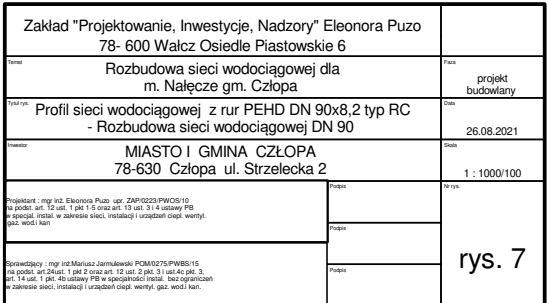 Zakład "Projektowanie, Inwestycje, Nadzory" Eleonora Puzo
78- 600 Wałcz Osiedle Piastowskie 6
Temat
Rozbudowa sieci wodociągowej dla
m. Nałęcze gm. Człopa
Faza
projekt
budowlany
Tytuł rys.
Profil sieci wodociągowej z rur PEHD DN 90x8,2 typ RC
- Rozbudowa sieci wodociągowej DN 90
Data
26.08.2021
Inwestor
MIASTO I GMINA CZŁOPA
78-630 Człopa ul. Strzelecka 2
Skala
1 : 1000/100
Projektant : mgr inż. Eleonora Puzo upr. ZAP/0223/PWOS/10
na podst. art. 12 ust. 1 pkt 1-5 oraz art. 13 ust. 3 i 4 ustawy PB
w specjal. instal. w zakresie sieci, instalacji i urządzeń ciepl. wentyl.
gaz. wod.i kan
Podpis
Podpis
Nr rys.
rys. 7
Sprawdzjący : mgr inż.Mariusz Jarmulewski POM/0275/PWBS/15
na podst. art.24ust. 1 pkt 2 oraz art. 12 ust. 2 pkt. 3 i ust.4c pkt. 3,
art. 14 ust. 1 pkt. 4b ustawy PB w specjalności instal. bez ograniczeń
w zakresie sieci, instalacji i urządzeń ciepl. wentyl. gaz. wod.i kan.
Podpis